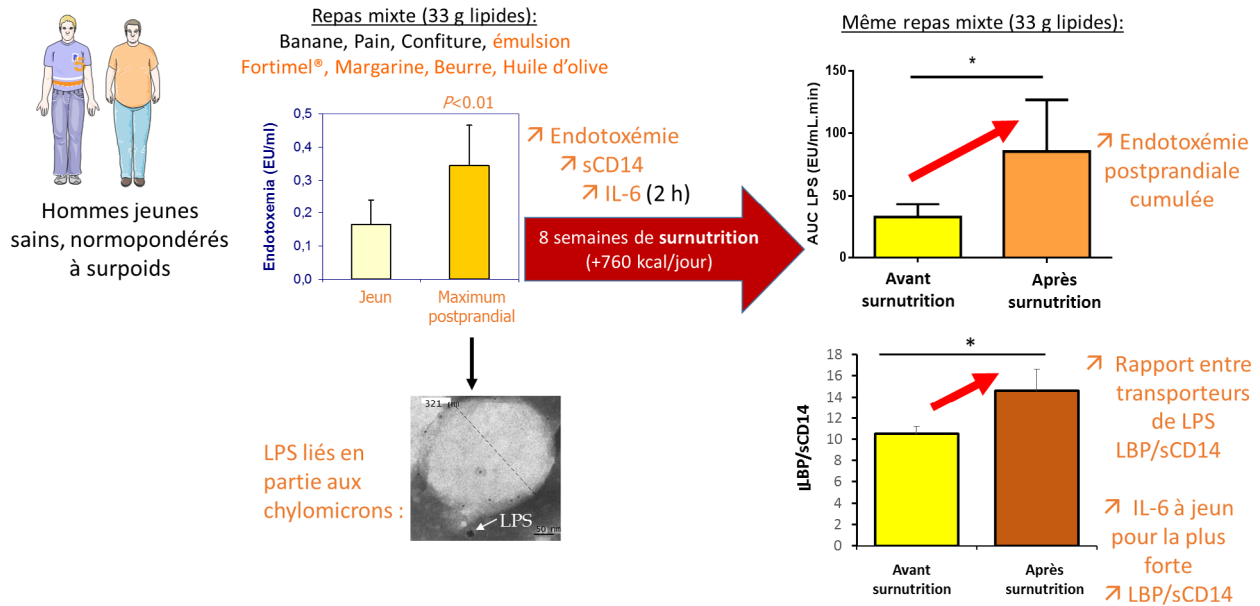 Repas mixte (33 g lipides):
Banane, Pain, Confiture, émulsion
Fortimel®, Margarine, Beurre, Huile d'olive
Hommes jeunes
sains, normopondérés
à surpoids
P<0.01
Endotoxemia (EU/ml)
0,5
0,4
0,3
0,2
0,1
0,0
Jeun
Maximum
postprandial
↗ Endotoxémie
↗ sCD14
↗ IL-6 (2 h)
8 semaines de surnutrition
(+760 kcal/jour)
LPS liés en
partie aux
chylomicrons :
321 nm
LPS
50 nm
Même repas mixte (33 g lipides):
*
AUC LPS (EU/mL.min)
150
100
50
0
Avant
surnutrition
Après
surnutrition
↗ Endotoxémie
postprandiale
cumulée
*
LBP/sCD14
18
16
14
12
10
8
6
4
2
0
Avant
surnutrition
Après
surnutrition
↗ Rapport entre
transporteurs
de LPS
LBP/sCD14
↗ IL-6 à jeun
pour la plus
forte
↗ LBP/sCD14